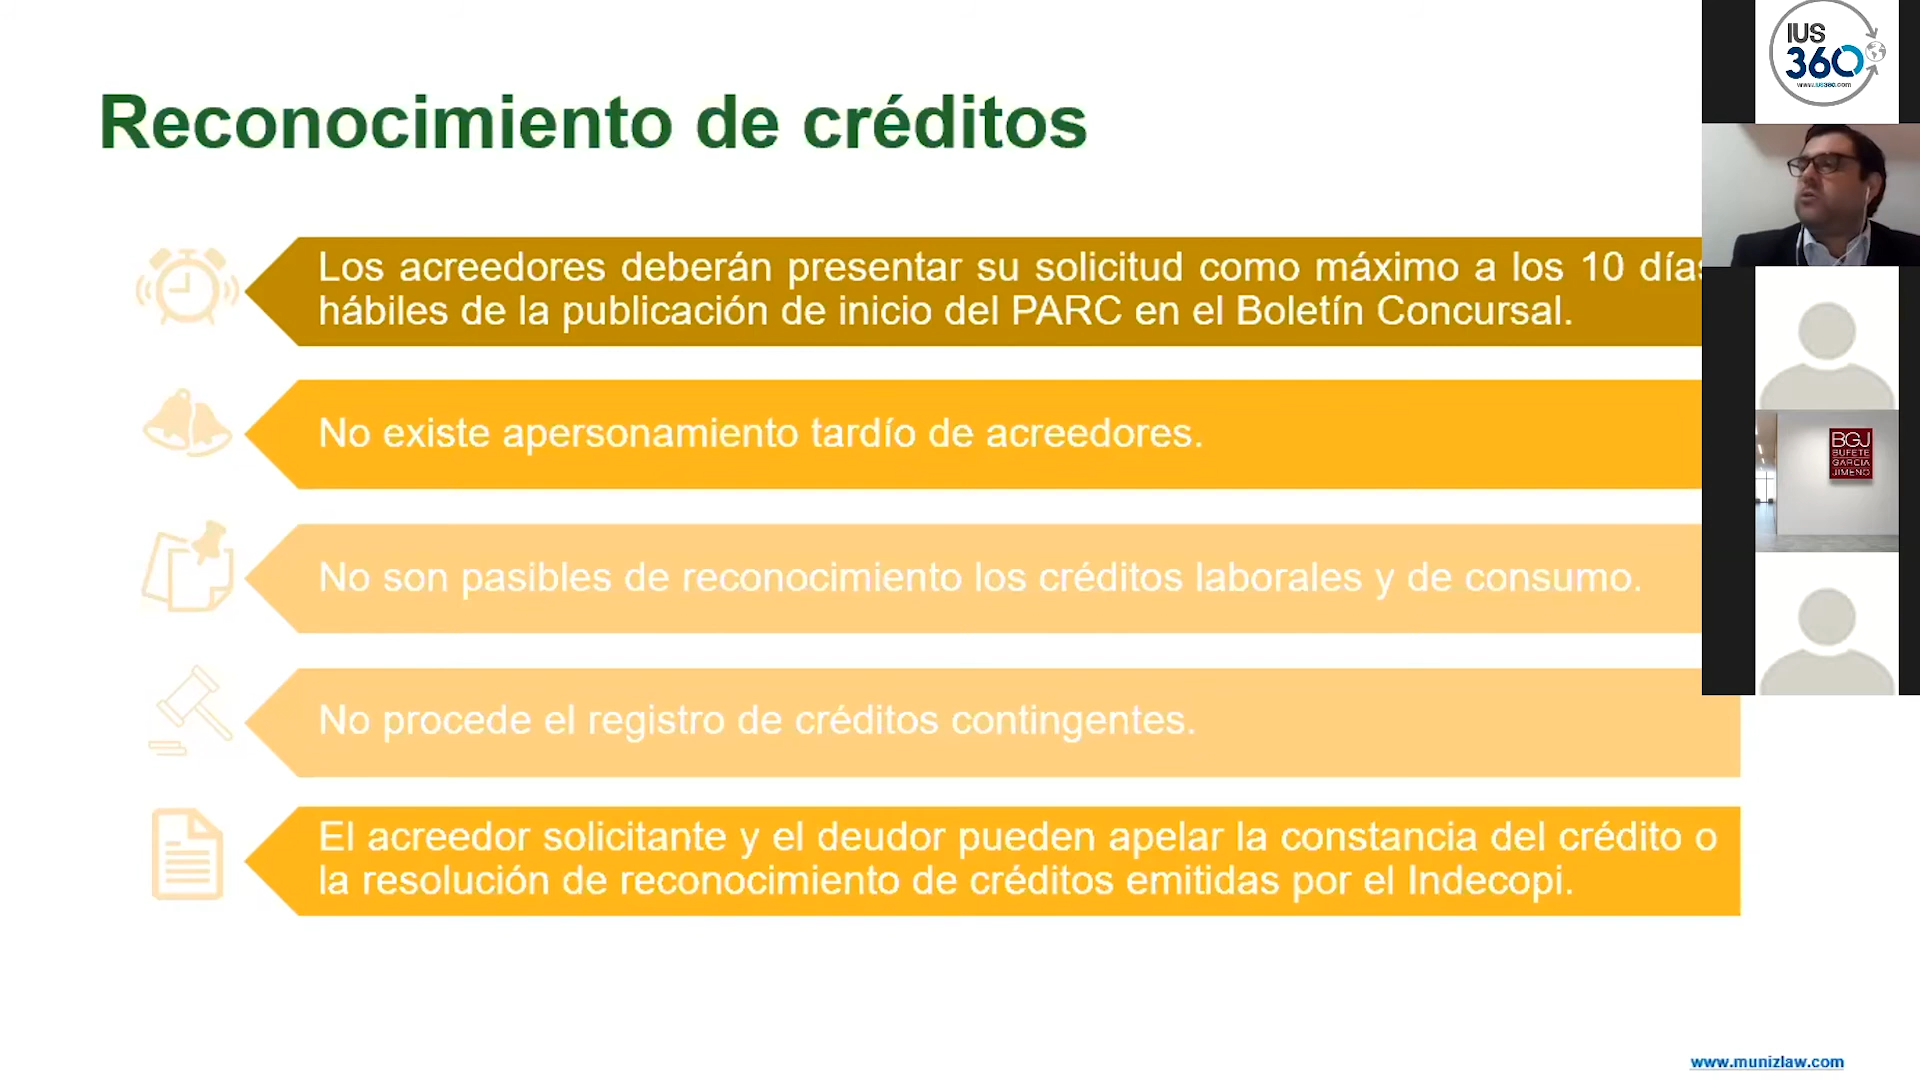 Reconocimiento de créditos
Los acreedores deberán presentar su solicitud como máximo a los 10 días
hábiles de la publicación de inicio del PARC en el Boletín Concursal.
No existe apersonamiento tardío de acreedores.
No son pasibles de reconocimiento los créditos laborales y de consumo.
No procede el registro de créditos contingentes.
El acreedor solicitante y el deudor pueden apelar la constancia del crédito o
la resolución de reconocimiento de créditos emitidas por el Indecopi.
www.munizlaw.com
IUS
360
www.ius360.com
BGJ
BUFETE
GARCIA
JIMENO